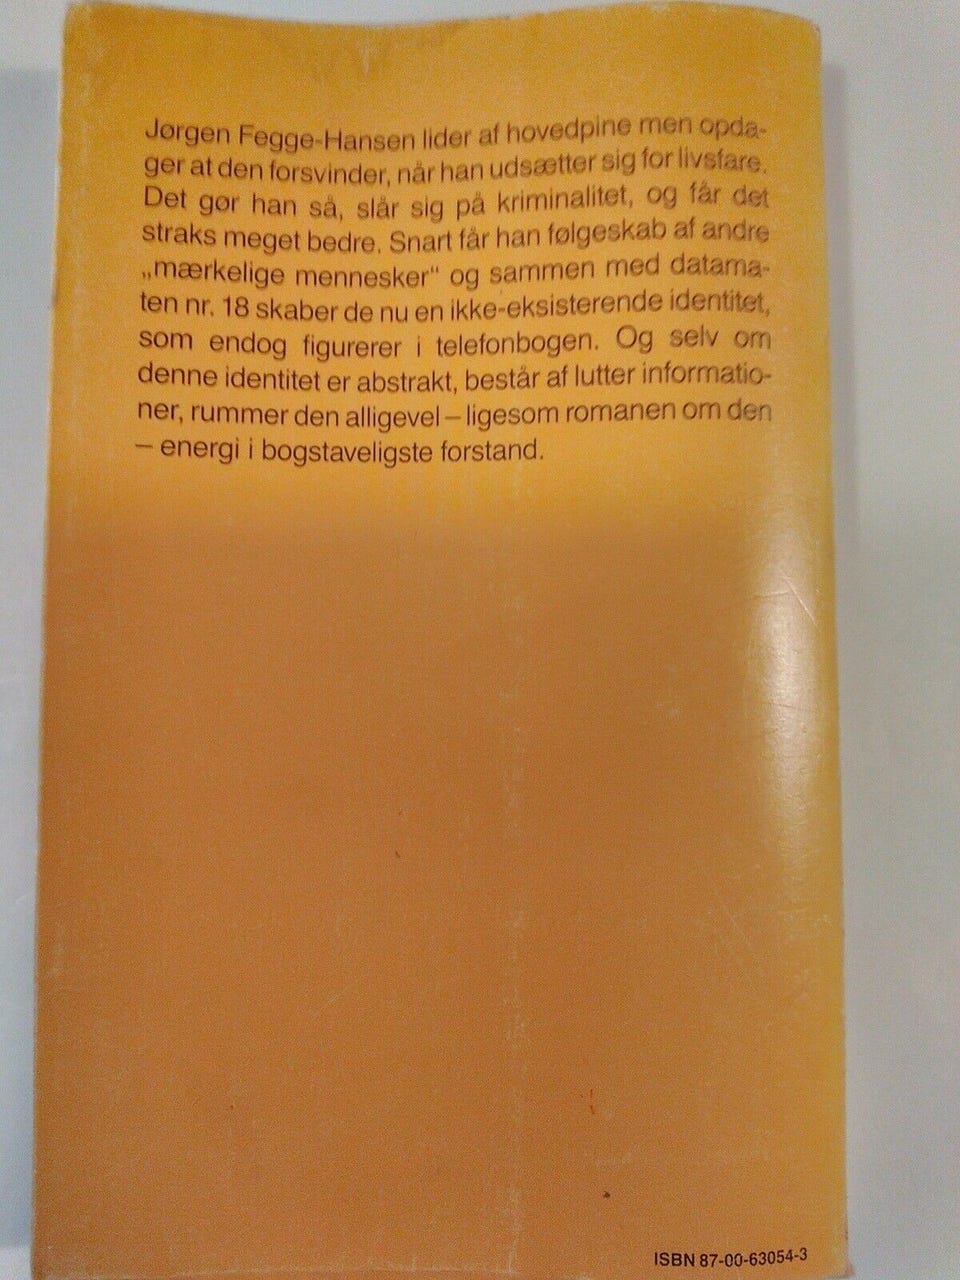 Jørgen Fegge-Hansen lider af hovedpine men opda-
ger at den forsvinder, når han udsætter sig for livsfare.
Det gør han så, slår sig på kriminalitet, og får det
straks meget bedre. Snart får han følgeskab af andre
„mærkelige mennesker" og sammen med datama-
ten nr. 18 skaber de nu en ikke-eksisterende identitet,
som endog figurerer i telefonbogen. Og selv om
denne identitet er abstrakt, består af lutter informatio-
ner, rummer den alligevel – ligesom romanen om den
– energi i bogstaveligste forstand.
ISBN 87-00-63054-3